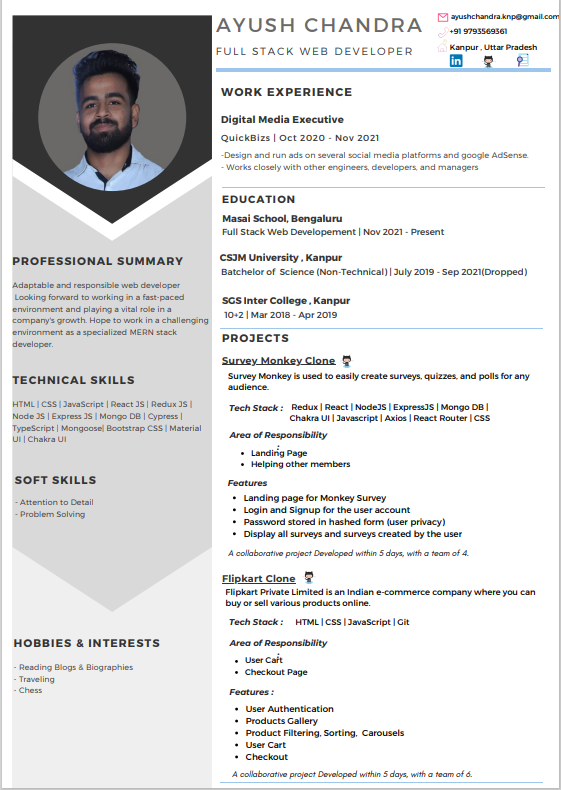 AYUSH CHANDRA
FULL STACK WEB DEVELOPER
ayushchandra.knp@gmail.com
+91 9793569361
Kanpur , Uttar Pradesh
in
PROFESSIONAL SUMMARY
Adaptable and responsible web developer
Looking forward to working in a fast-paced
environment and playing a vital role in a
company's growth. Hope to work in a challenging
environment as a specialized MERN stack
developer.
TECHNICAL SKILLS
HTML | CSS | JavaScript | React JS | Redux JS |
Node JS | Express JS | Mongo DB | Cypress |
TypeScript | Mongoose| Bootstrap CSS | Material
UI | Chakra UI
SOFT SKILLS
- Attention to Detail
- Problem Solving
HOBBIES & INTERESTS
- Reading Blogs & Biographies
- Traveling
- Chess
WORK EXPERIENCE
Digital Media Executive
QuickBizs | Oct 2020 - Nov 2021
-Design and run ads on several social media platforms and google AdSense.
- Works closely with other engineers, developers, and managers
EDUCATION
Masai School, Bengaluru
Full Stack Web Developement | Nov 2021 - Present
CSJM University , Kanpur
Batchelor of Science (Non-Technical) | July 2019 - Sep 2021(Dropped)
SGS Inter College , Kanpur
10+2 | Mar 2018 - Apr 2019
PROJECTS
Survey Monkey Clone
Survey Monkey is used to easily create surveys, quizzes, and polls for any
audience.
Tech Stack : Redux | React | NodeJS | ExpressJS | Mongo DB |
Chakra UI | Javascript | Axios | React Router | CSS
Area of Responsibility
• Landing Page
• Helping other members
Features
• Landing page for Monkey Survey
• Login and Signup for the user account
• Password stored in hashed form (user privacy)
• Display all surveys and surveys created by the user
A collaborative project Developed within 5 days, with a team of 4.
Flipkart Clone
Flipkart Private Limited is an Indian e-commerce company where you can
buy or sell various products online.
Tech Stack : HTML | CSS | JavaScript | Git
Area of Responsibility
• User Cart
• Checkout Page
Features :
• User Authentication
• Products Gallery
• Product Filtering, Sorting, Carousels
• User Cart
• Checkout
A collaborative project Developed within 5 days, with a team of 6.